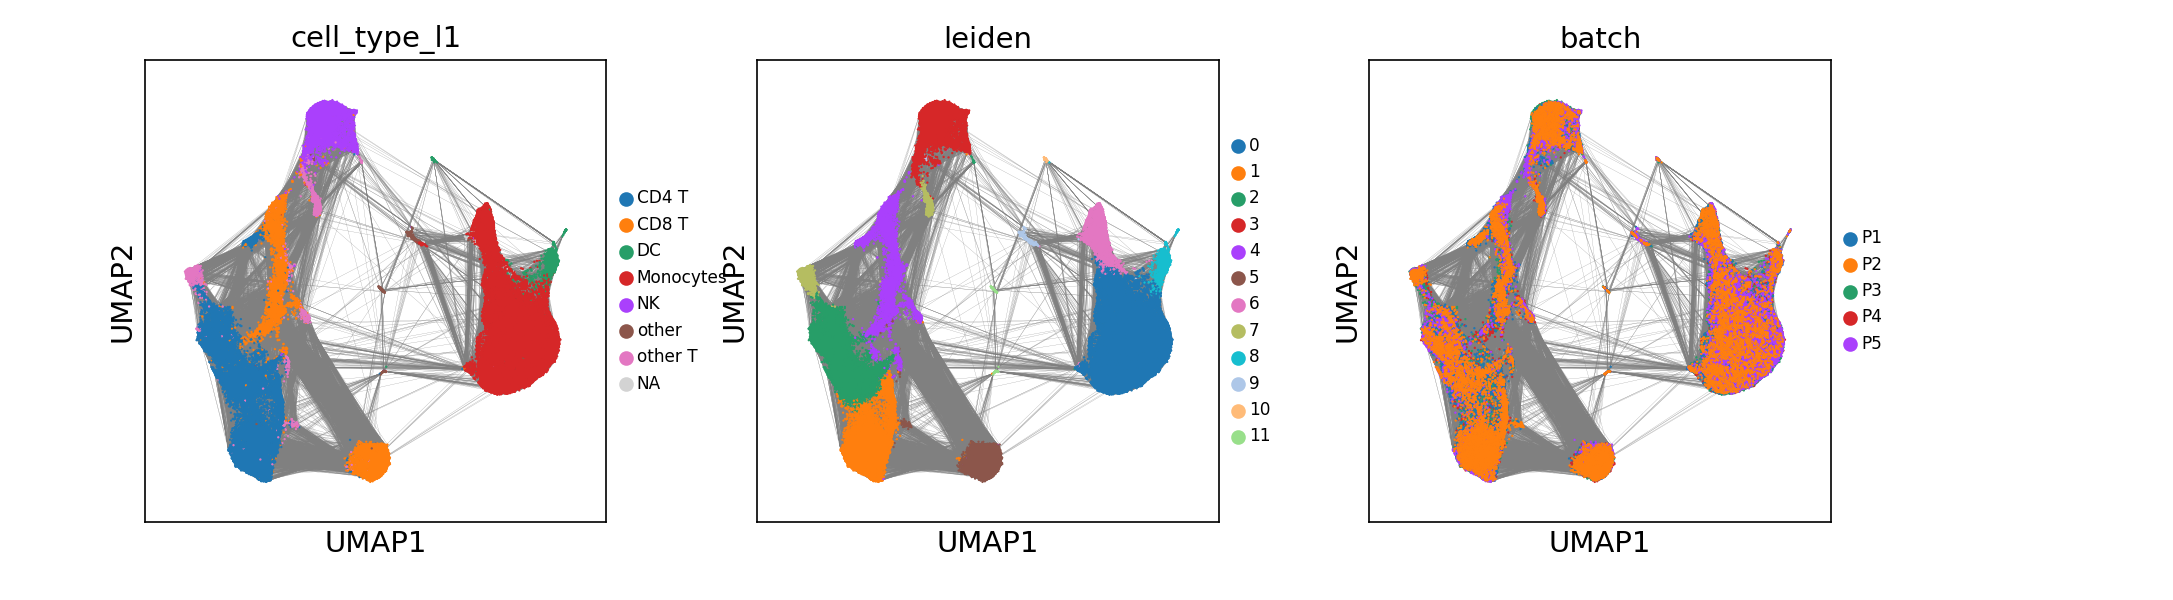 cell_type_l1
UMAP2
UMAP1
CD4 T
CD8 T
DC
Monocytes
NK
other
other T
NA
leiden
UMAP2
UMAP1
0
1
2
3
4
5
6
7
8
9
10
11
batch
UMAP2
UMAP1
P1
P2
P3
P4
P5